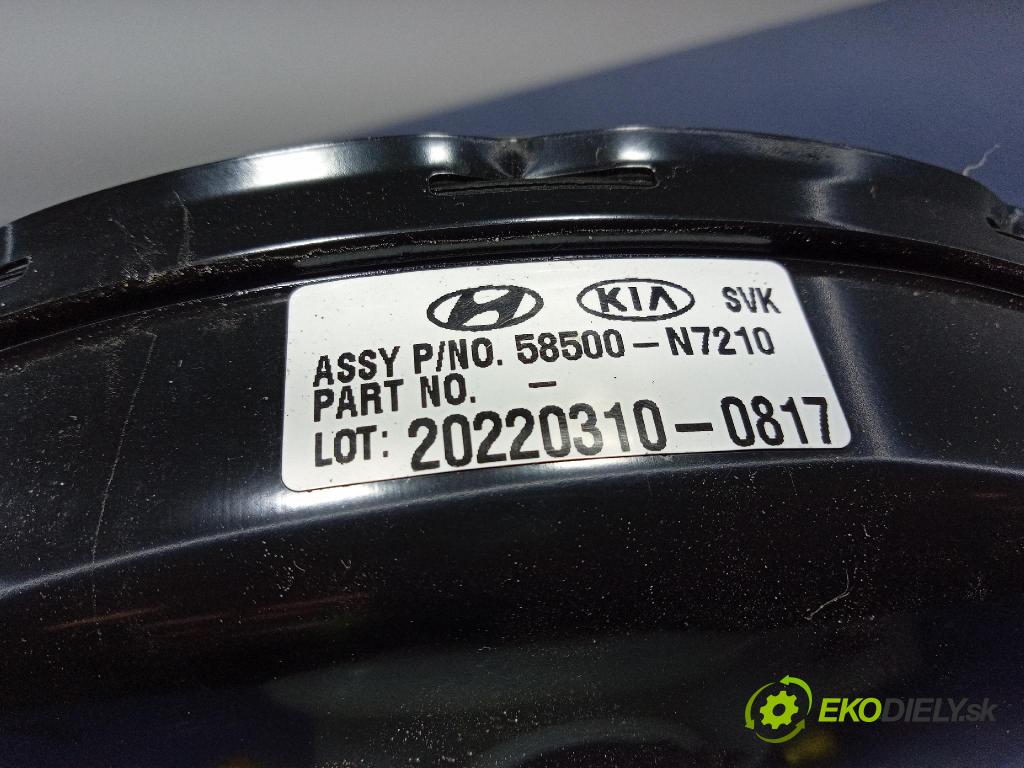 KIA SVK
ASSY P/NO. 58500-N7210
PART NO. -
LOT: 20220310-0817
EKODIELY.sk